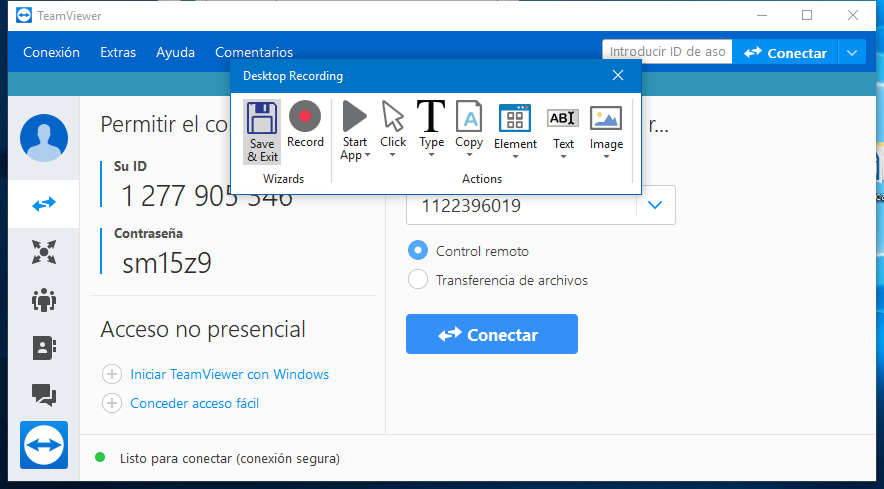 TeamViewer
Conexión Extras Ayuda Comentarios
Introducir ID de aso
Conectar
Desktop Recording
Save & Exit
Record
Start App
Click
Type
Copy
Element
Text
Image
Wizards
Actions
Permitir el co
r...
Su ID
1 277 905 346
Contraseña
sm15z9
1122396019
Control remoto
Transferencia de archivos
Conectar
Acceso no presencial
Iniciar TeamViewer con Windows
Conceder acceso fácil
Listo para conectar (conexión segura)